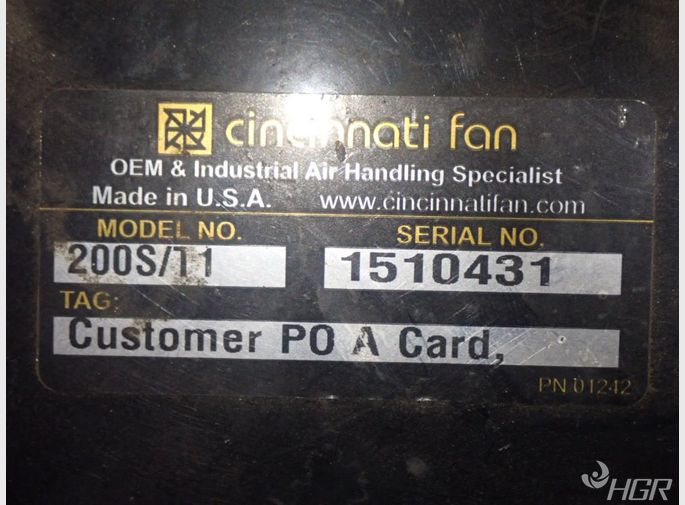 cincinnati fan
OEM & Industrial Air Handling Specialist
Made in U.S.A. www.cincinnatifan.com
MODEL NO. SERIAL NO.
200S/T1 1510431
TAG:
Customer PO A Card,
PN 01242
HGR